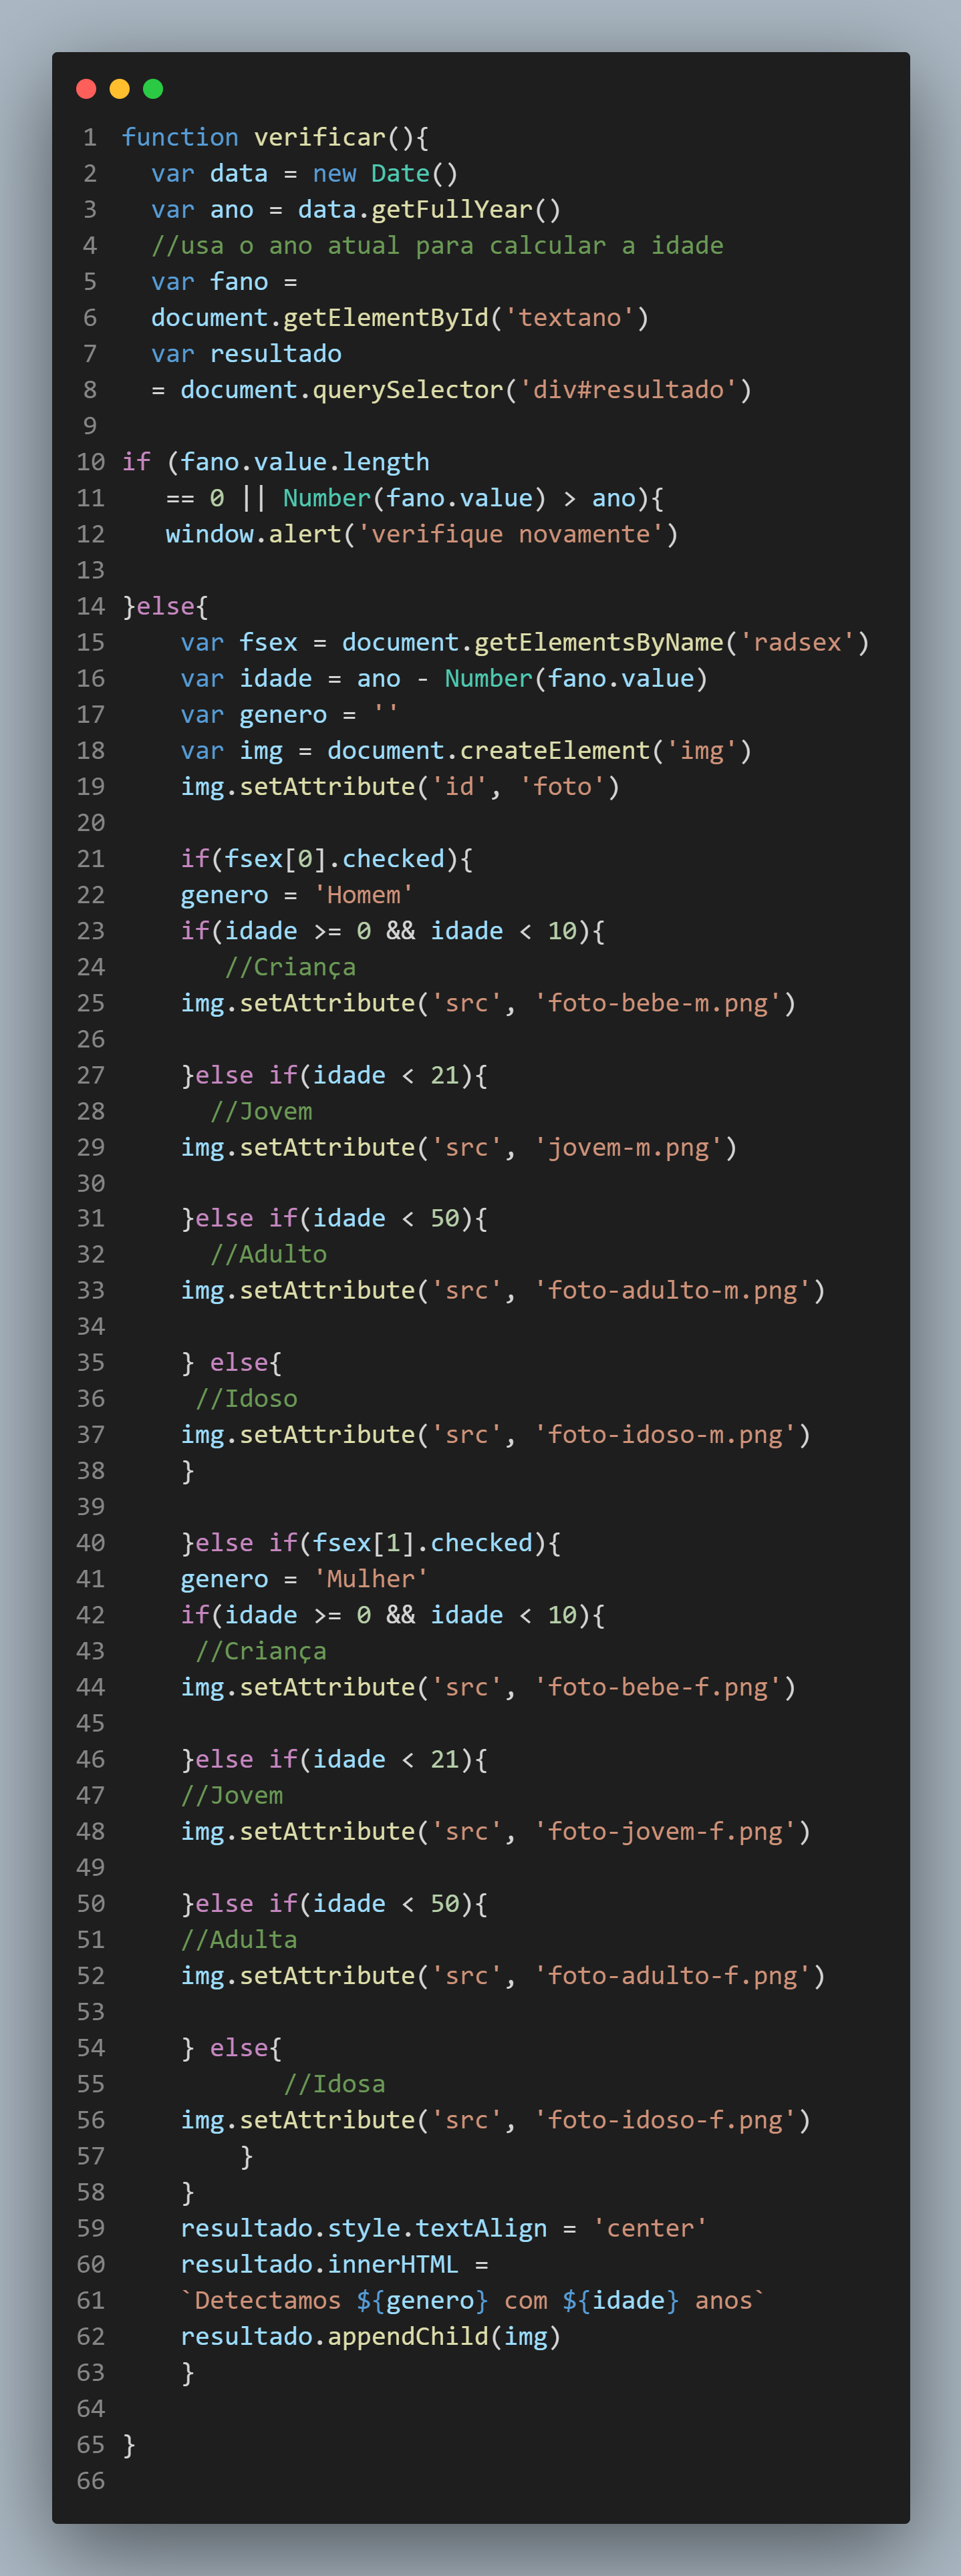 1 function verificar(){
2   var data = new Date()
3   var ano = data.getFullYear()
4   //usa o ano atual para calcular a idade
5   var fano =
6   document.getElementById('textano')
7   var resultado
8   = document.querySelector('div#resultado')
9
10 if (fano.value.length
11    == 0 || Number(fano.value) > ano){
12    window.alert('verifique novamente')
13
14 }else{
15     var fsex = document.getElementsByName('radsex')
16     var idade = ano - Number(fano.value)
17     var genero = ''
18     var img = document.createElement('img')
19     img.setAttribute('id', 'foto')
20
21     if(fsex[0].checked){
22     genero = 'Homem'
23     if(idade >= 0 && idade < 10){
24        //Criança
25     img.setAttribute('src', 'foto-bebe-m.png')
26
27     }else if(idade < 21){
28       //Jovem
29     img.setAttribute('src', 'jovem-m.png')
30
31     }else if(idade < 50){
32       //Adulto
33     img.setAttribute('src', 'foto-adulto-m.png')
34
35     } else{
36      //Idoso
37     img.setAttribute('src', 'foto-idoso-m.png')
38     }
39
40     }else if(fsex[1].checked){
41     genero = 'Mulher'
42     if(idade >= 0 && idade < 10){
43      //Criança
44     img.setAttribute('src', 'foto-bebe-f.png')
45
46     }else if(idade < 21){
47     //Jovem
48     img.setAttribute('src', 'foto-jovem-f.png')
49
50     }else if(idade < 50){
51     //Adulta
52     img.setAttribute('src', 'foto-adulto-f.png')
53
54     } else{
55            //Idosa
56     img.setAttribute('src', 'foto-idoso-f.png')
57         }
58     }
59     resultado.style.textAlign = 'center'
60     resultado.innerHTML =
61     `Detectamos ${genero} com ${idade} anos`
62     resultado.appendChild(img)
63     }
64
65 }
66